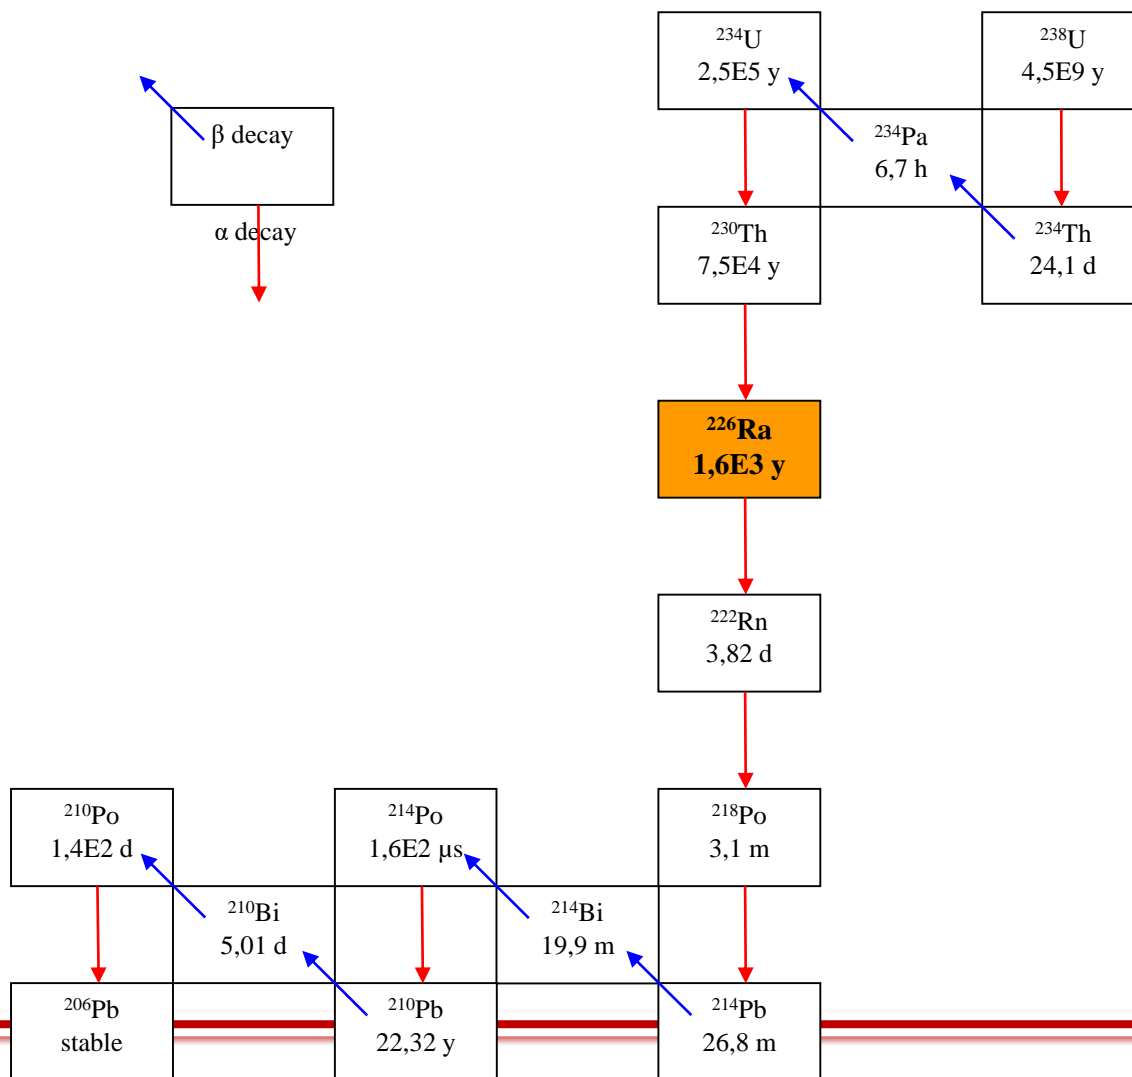 ²³⁴U
2,5E5 y
²³⁸U
4,5E9 y
β decay
²³⁴Pa
6,7 h
α decay
²³⁰Th
7,5E4 y
²³⁴Th
24,1 d
²²⁶Ra
1,6E3 y
²²²Rn
3,82 d
²¹⁰Po
1,4E2 d
²¹⁴Po
1,6E2 µs
²¹⁸Po
3,1 m
²¹⁰Bi
5,01 d
²¹⁴Bi
19,9 m
²⁰⁶Pb
stable
²¹⁰Pb
22,32 y
²¹⁴Pb
26,8 m